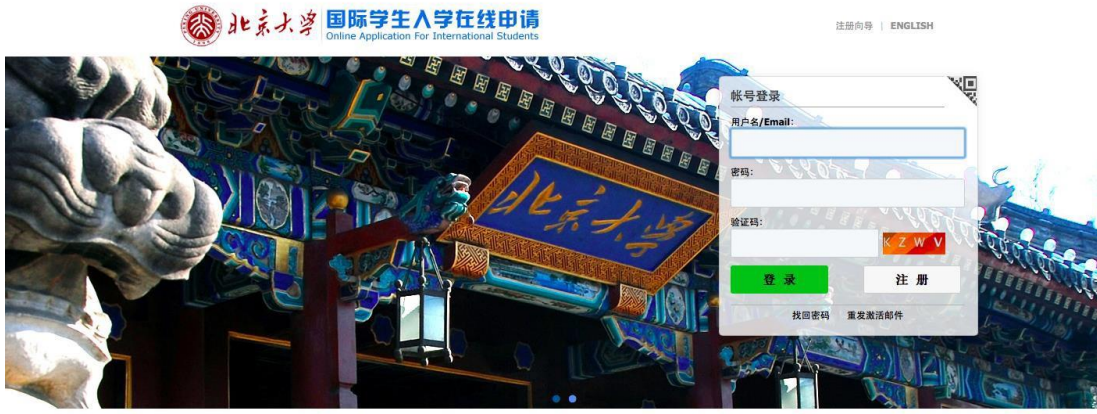 北京大学
国际学生入学在线申请
Online Application For International Students
注册向导 | ENGLISH
北京大学
帐号登录
用户名/Email:
密码:
验证码:
K Z W V
登 录
注 册
找回密码 重发激活邮件